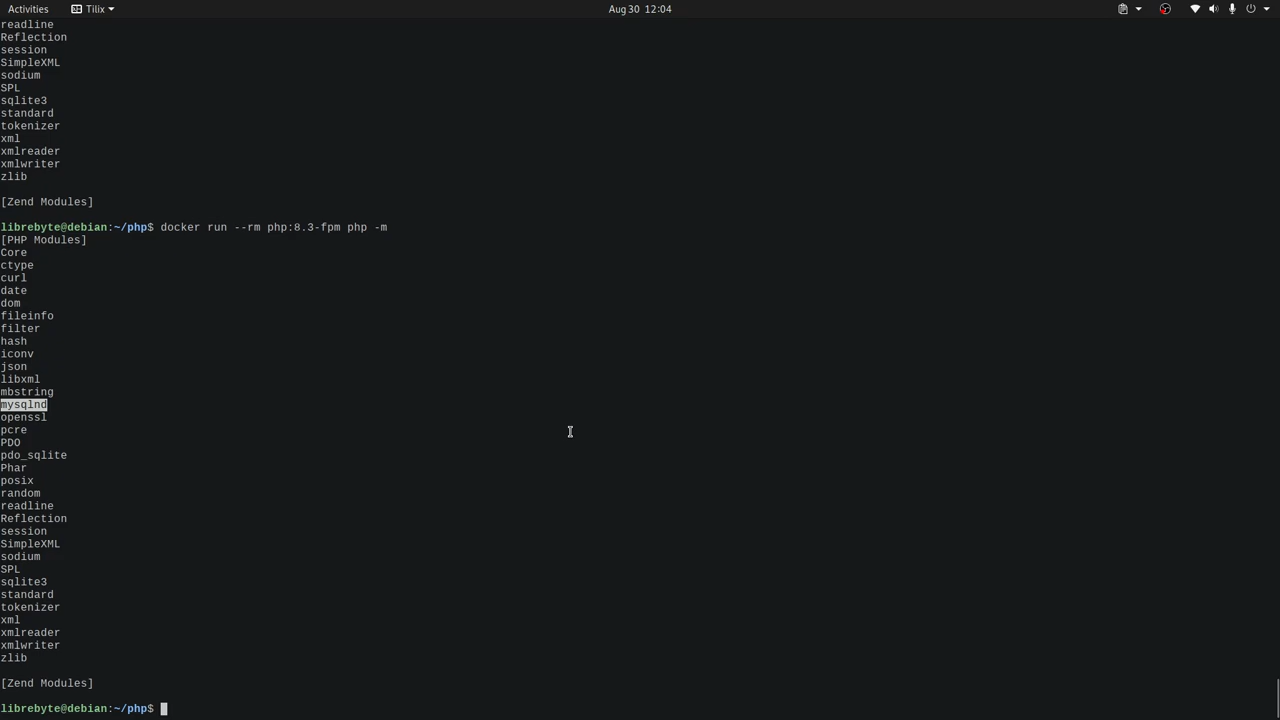 Activities
Tilix
Aug 30 12:04
readline
Reflection
session
SimpleXML
sodium
SPL
sqlite3
standard
tokenizer
xml
xmlreader
xmlwriter
zlib
[Zend Modules]
librebyte@debian:~/php$ docker run --rm php:8.3-fpm php -m
[PHP Modules]
Core
ctype
curl
date
dom
fileinfo
filter
hash
iconv
json
libxml
mbstring
mysqlnd
openssl
pcre
PDO
pdo_sqlite
Phar
posix
random
readline
Reflection
session
SimpleXML
sodium
SPL
sqlite3
standard
tokenizer
xml
xmlreader
xmlwriter
zlib
[Zend Modules]
librebyte@debian:~/php$